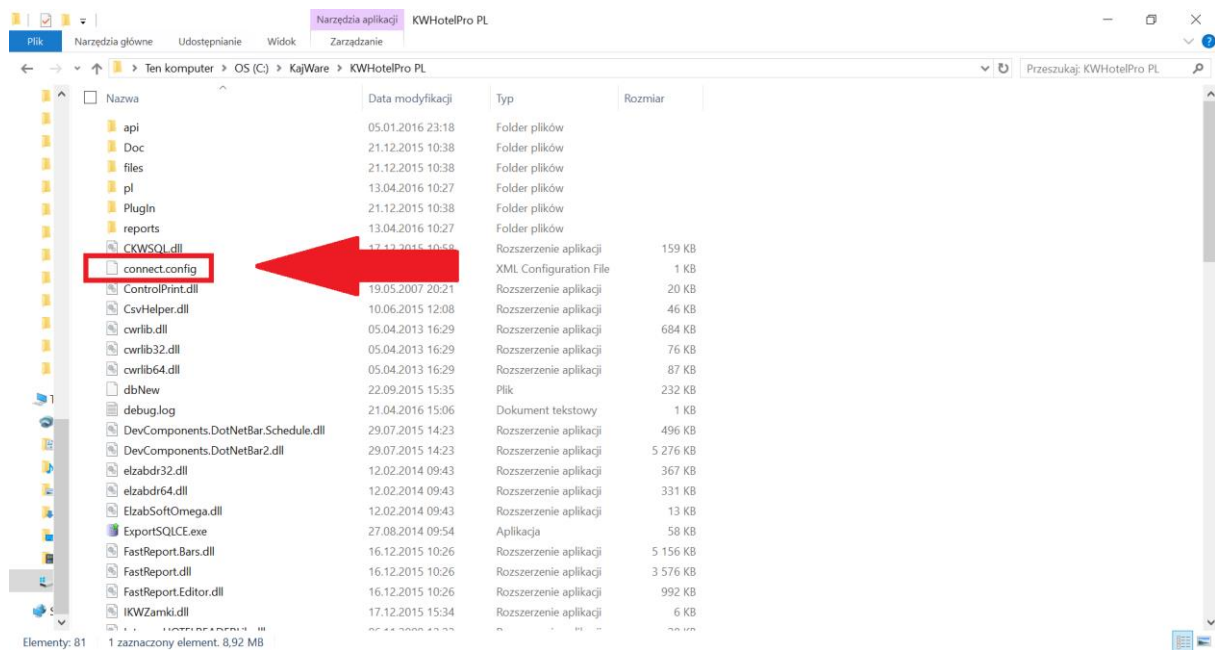 Narzędzia aplikacji KWHotelPro PL
Plik Narzędzia główne Udostępnianie Widok Zarządzanie
Ten komputer > OS (C:) > KajWare > KWHotelPro PL Przeszukaj: KWHotelPro PL
Nazwa Data modyfikacji Typ Rozmiar
api 05.01.2016 23:18 Folder plików
Doc 21.12.2015 10:38 Folder plików
files 21.12.2015 10:38 Folder plików
pl 13.04.2016 10:27 Folder plików
PlugIn 21.12.2015 10:38 Folder plików
reports 13.04.2016 10:27 Folder plików
CKWSQL.dll 17.12.2015 10:58 Rozszerzenie aplikacji 159 KB
connect.config XML Configuration File 1 KB
ControlPrint.dll 19.05.2007 20:21 Rozszerzenie aplikacji 20 KB
CsvHelper.dll 10.06.2015 12:08 Rozszerzenie aplikacji 46 KB
cwrlib.dll 05.04.2013 16:29 Rozszerzenie aplikacji 684 KB
cwrlib32.dll 05.04.2013 16:29 Rozszerzenie aplikacji 76 KB
cwrlib64.dll 05.04.2013 16:29 Rozszerzenie aplikacji 87 KB
dbNew 22.09.2015 15:35 Plik 232 KB
debug.log 21.04.2016 15:06 Dokument tekstowy 1 KB
DevComponents.DotNetBar.Schedule.dll 29.07.2015 14:23 Rozszerzenie aplikacji 496 KB
DevComponents.DotNetBar2.dll 29.07.2015 14:23 Rozszerzenie aplikacji 5 276 KB
elzabdr32.dll 12.02.2014 09:43 Rozszerzenie aplikacji 367 KB
elzabdr64.dll 12.02.2014 09:43 Rozszerzenie aplikacji 331 KB
ElzabSoftOmega.dll 12.02.2014 09:43 Rozszerzenie aplikacji 13 KB
ExportSQLCE.exe 27.08.2014 09:54 Aplikacja 58 KB
FastReport.Bars.dll 16.12.2015 10:26 Rozszerzenie aplikacji 5 156 KB
FastReport.dll 16.12.2015 10:26 Rozszerzenie aplikacji 3 576 KB
FastReport.Editor.dll 16.12.2015 10:26 Rozszerzenie aplikacji 992 KB
IKWZamki.dll 17.12.2015 15:34 Rozszerzenie aplikacji 6 KB
Elementy: 81 1 zaznaczony element. 8,92 MB